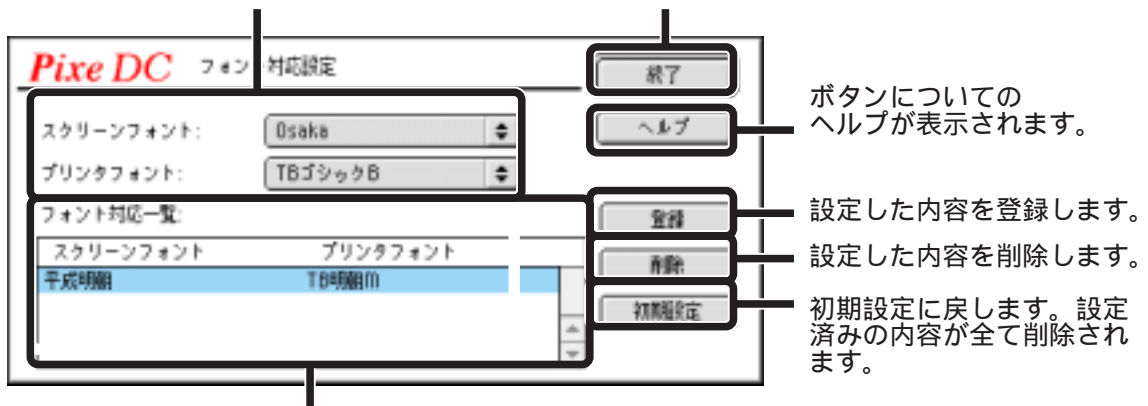 Pixe DC フォント対応設定
終了
スクリーンフォント: Osaka
ヘルプ
ボタンについての
ヘルプが表示されます。
プリンタフォント: TBゴシックB
フォント対応一覧:
登録
設定した内容を登録します。
スクリーンフォント プリンタフォント
削除
設定した内容を削除します。
平成明朝 TB明朝M
初期設定
初期設定に戻します。設定
済みの内容が全て削除され
ます。